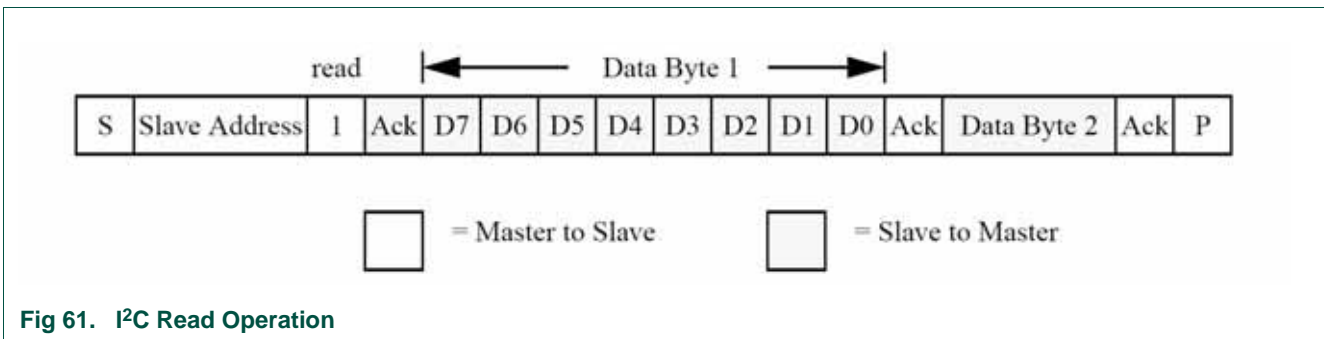 read Data Byte 1
S Slave Address 1 Ack D7 D6 D5 D4 D3 D2 D1 D0 Ack Data Byte 2 Ack P
= Master to Slave = Slave to Master
Fig 61. I²C Read Operation